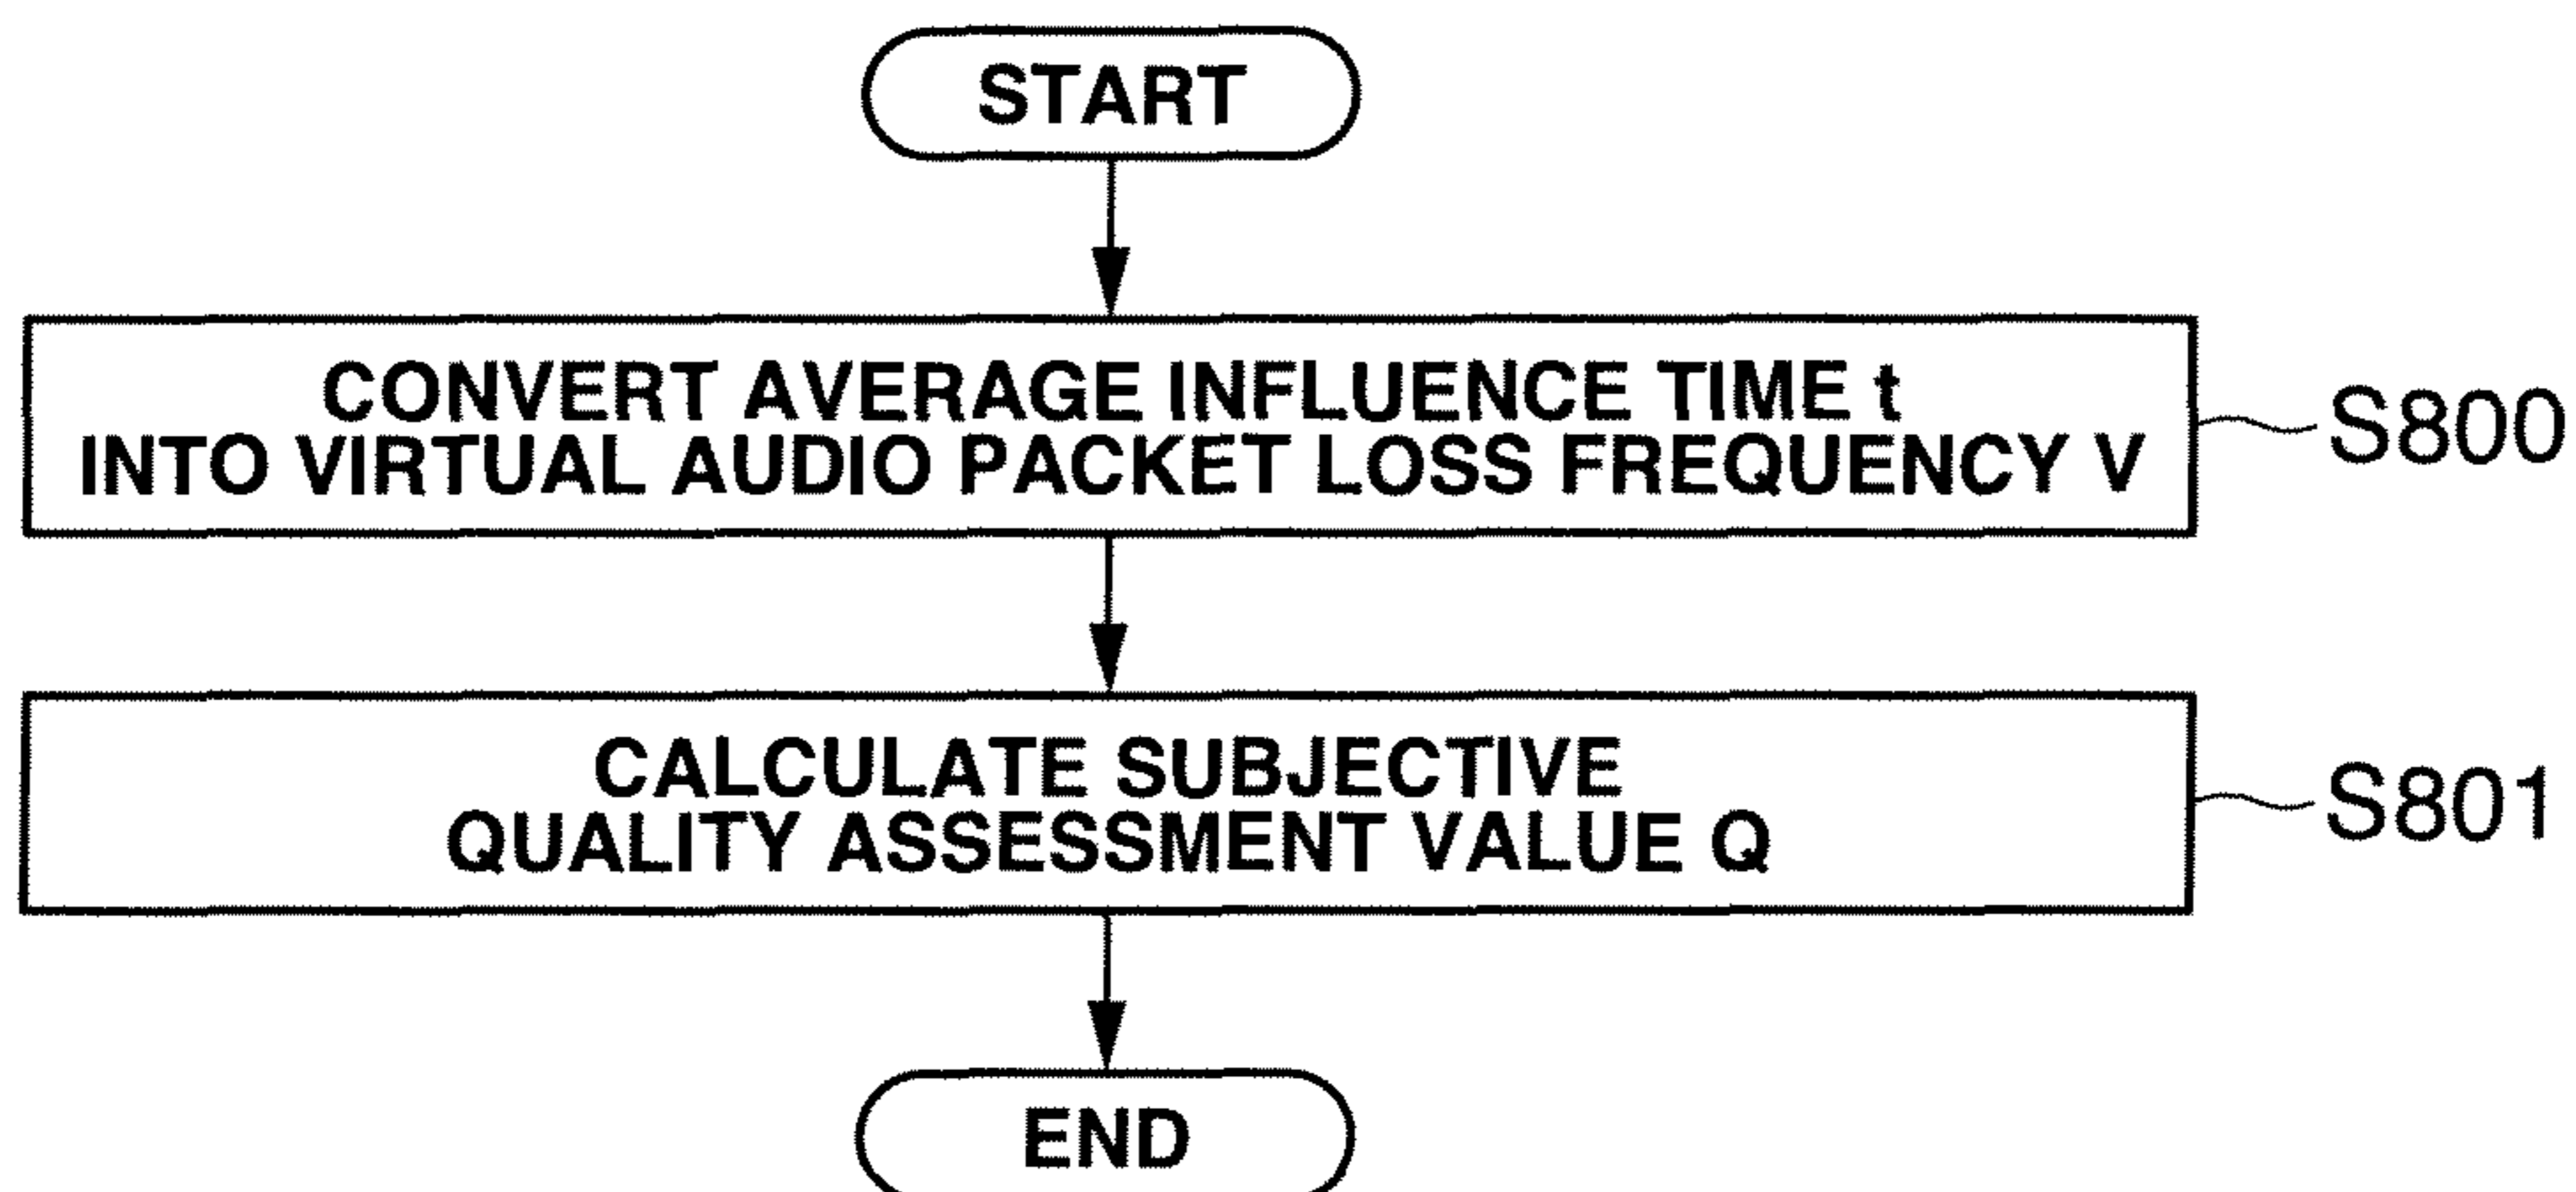 START
CONVERT AVERAGE INFLUENCE TIME t
INTO VIRTUAL AUDIO PACKET LOSS FREQUENCY V
S800
CALCULATE SUBJECTIVE
QUALITY ASSESSMENT VALUE Q
S801
END